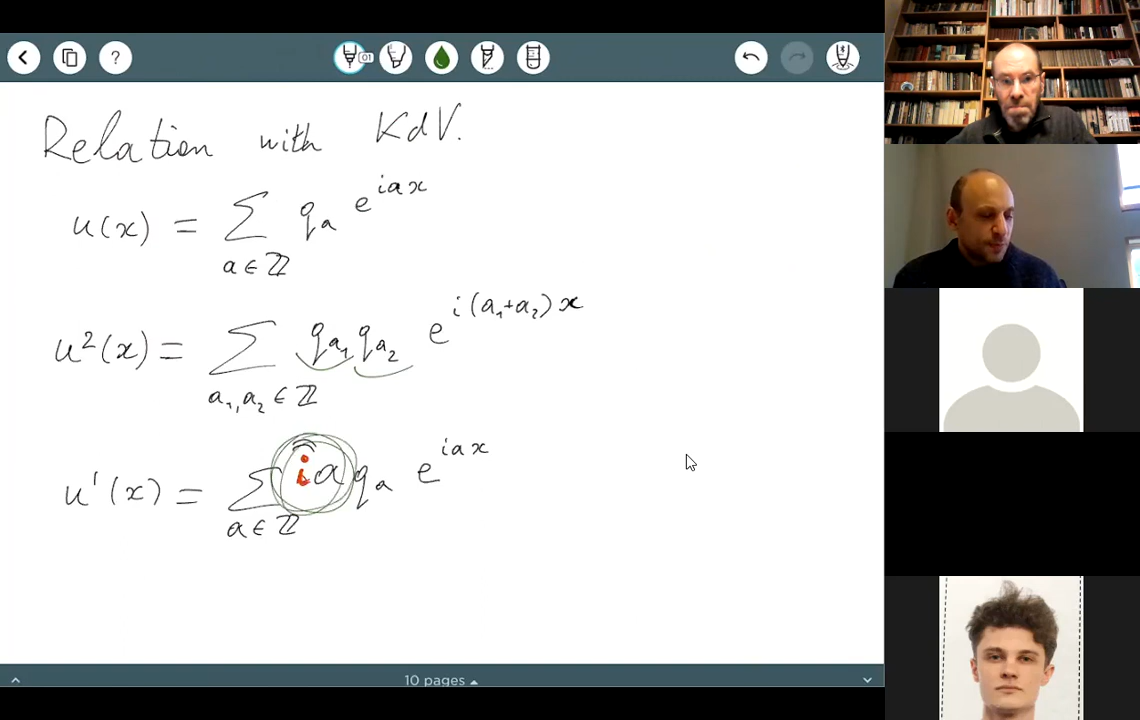 ?
01
Relation with KdV.
u(x) = ∑_{a ∈ ℤ} q_a e^{iax}
u²(x) = ∑_{a₁, a₂ ∈ ℤ} q_{a₁} q_{a₂} e^{i(a₁+a₂)x}
u'(x) = ∑_{a ∈ ℤ} ia q_a e^{iax}
10 pages